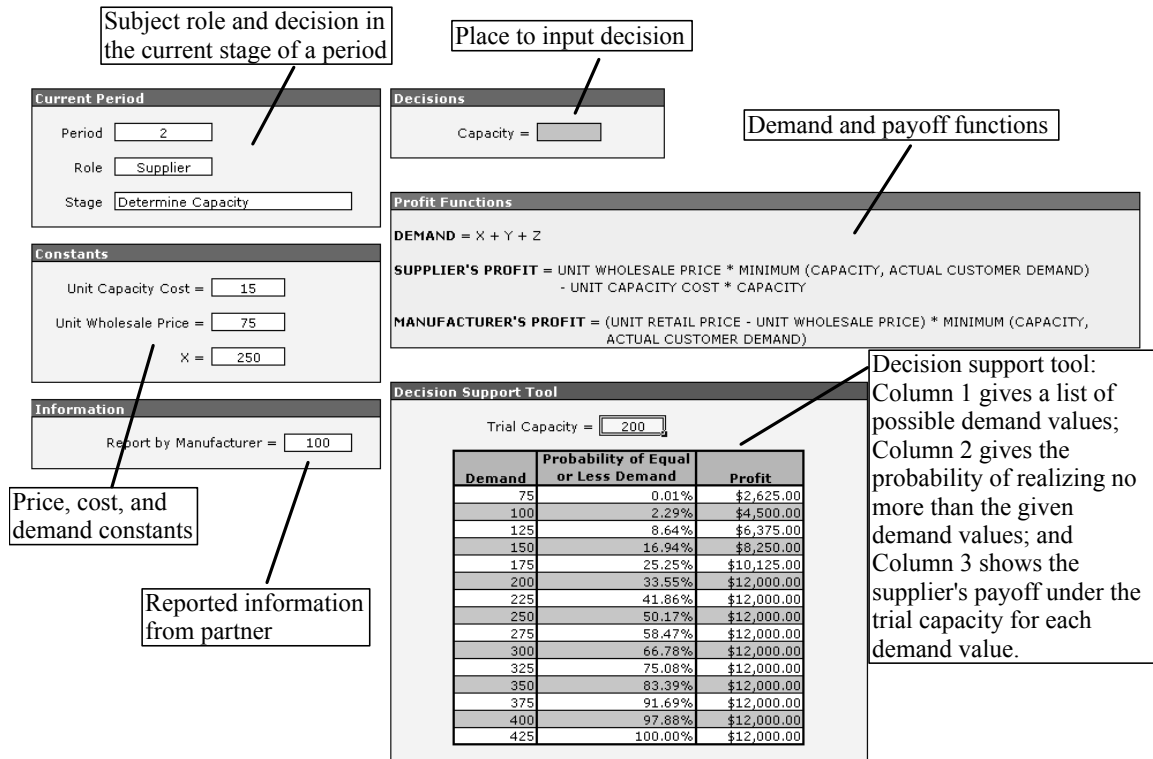 Subject role and decision in
the current stage of a period
Place to input decision
Current Period
Period 2
Role Supplier
Stage Determine Capacity
Decisions
Capacity =
Demand and payoff functions
Profit Functions
DEMAND = X + Y + Z
SUPPLIER'S PROFIT = UNIT WHOLESALE PRICE * MINIMUM (CAPACITY, ACTUAL CUSTOMER DEMAND)
- UNIT CAPACITY COST * CAPACITY
MANUFACTURER'S PROFIT = (UNIT RETAIL PRICE - UNIT WHOLESALE PRICE) * MINIMUM (CAPACITY,
ACTUAL CUSTOMER DEMAND)
Constants
Unit Capacity Cost = 15
Unit Wholesale Price = 75
X = 250
Information
Report by Manufacturer = 100
Price, cost, and
demand constants
Reported information
from partner
Decision Support Tool
Trial Capacity = 200
Demand Probability of Equal or Less Demand Profit
75 0.01% $2,625.00
100 2.29% $4,500.00
125 8.64% $6,375.00
150 16.94% $8,250.00
175 25.25% $10,125.00
200 33.55% $12,000.00
225 41.86% $12,000.00
250 50.17% $12,000.00
275 58.47% $12,000.00
300 66.78% $12,000.00
325 75.08% $12,000.00
350 83.39% $12,000.00
375 91.69% $12,000.00
400 97.88% $12,000.00
425 100.00% $12,000.00
Decision support tool:
Column 1 gives a list of
possible demand values;
Column 2 gives the
probability of realizing no
more than the given
demand values; and
Column 3 shows the
supplier's payoff under the
trial capacity for each
demand value.